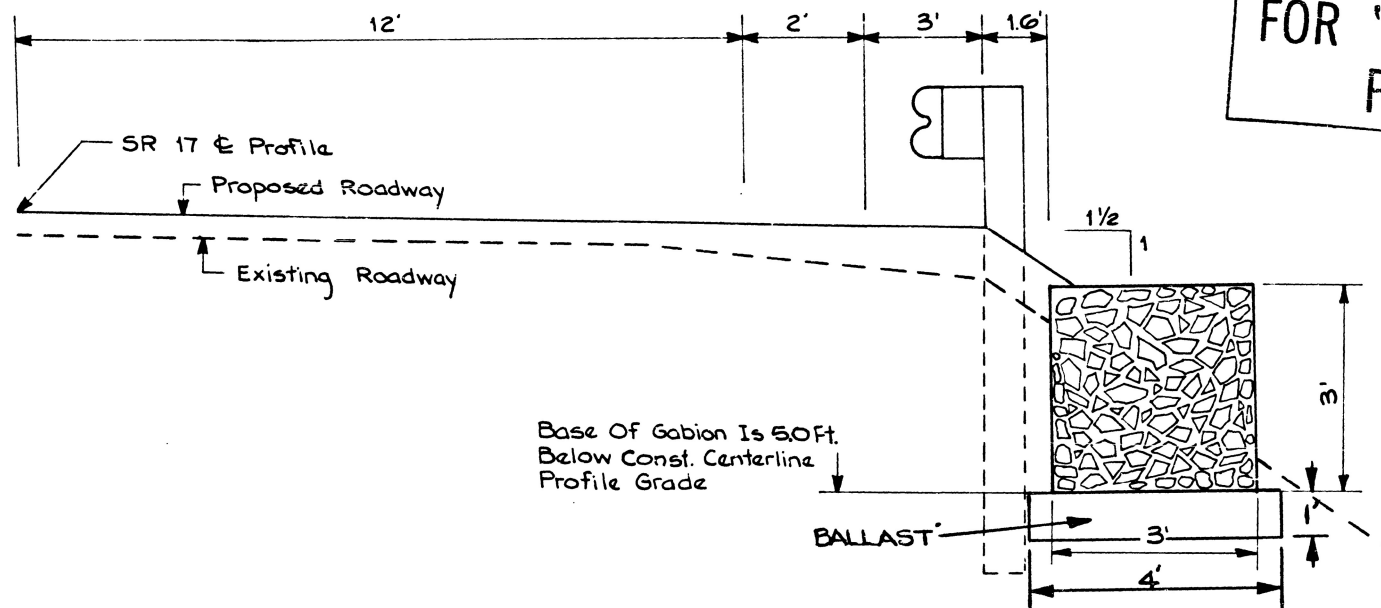 12' 2' 3' 1.6'
FOR "
SR 17 ℄ Profile
Proposed Roadway
1½
1
Existing Roadway
3'
Base Of Gabion Is 5.0 Ft.
Below Const. Centerline
Profile Grade
1'
BALLAST
3'
4'